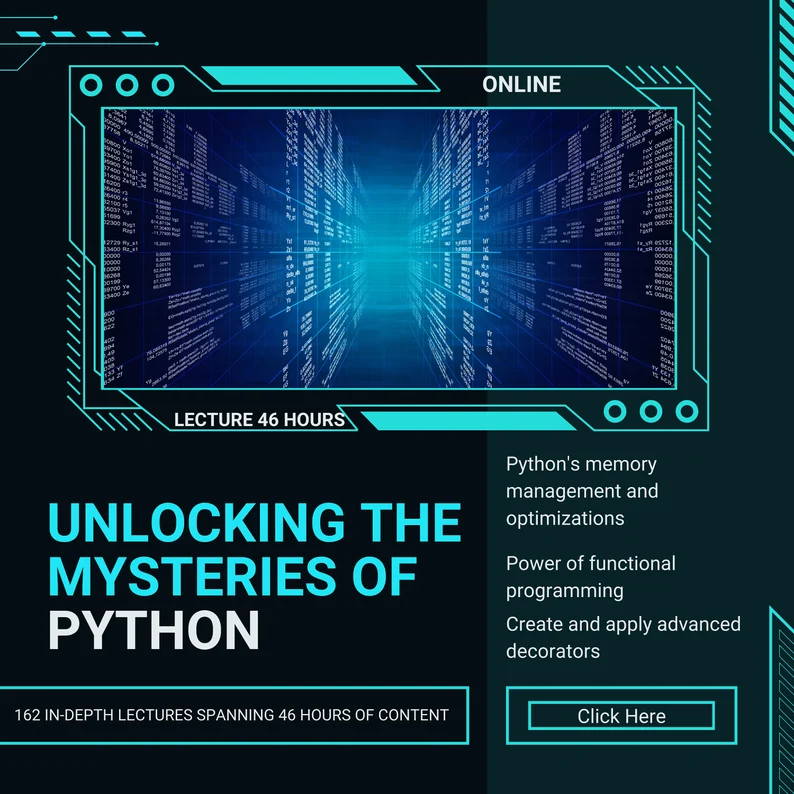 ONLINE
LECTURE 46 HOURS
UNLOCKING THE
MYSTERIES OF
PYTHON
162 IN-DEPTH LECTURES SPANNING 46 HOURS OF CONTENT
Python's memory
management and
optimizations
Power of functional
programming
Create and apply advanced
decorators
Click Here